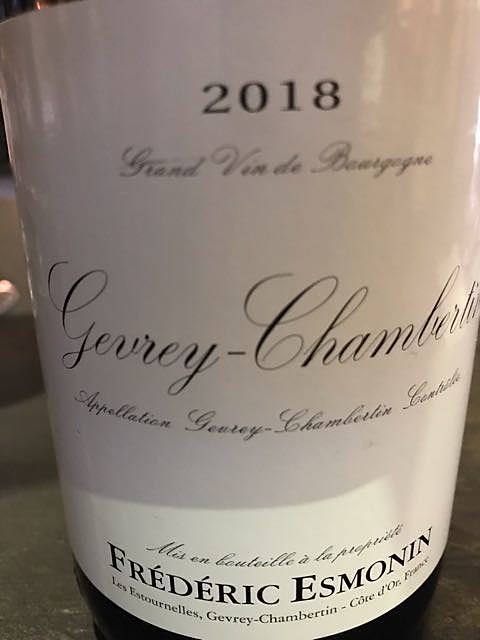 2018
Grand Vin de Bourgogne
Gevrey-Chambertin
Appellation Gevrey-Chambertin Contrôlée
Mis en bouteille à la propriété
FRÉDÉRIC ESMONIN
Les Estournelles, Gevrey-Chambertin - Côte d'Or, France